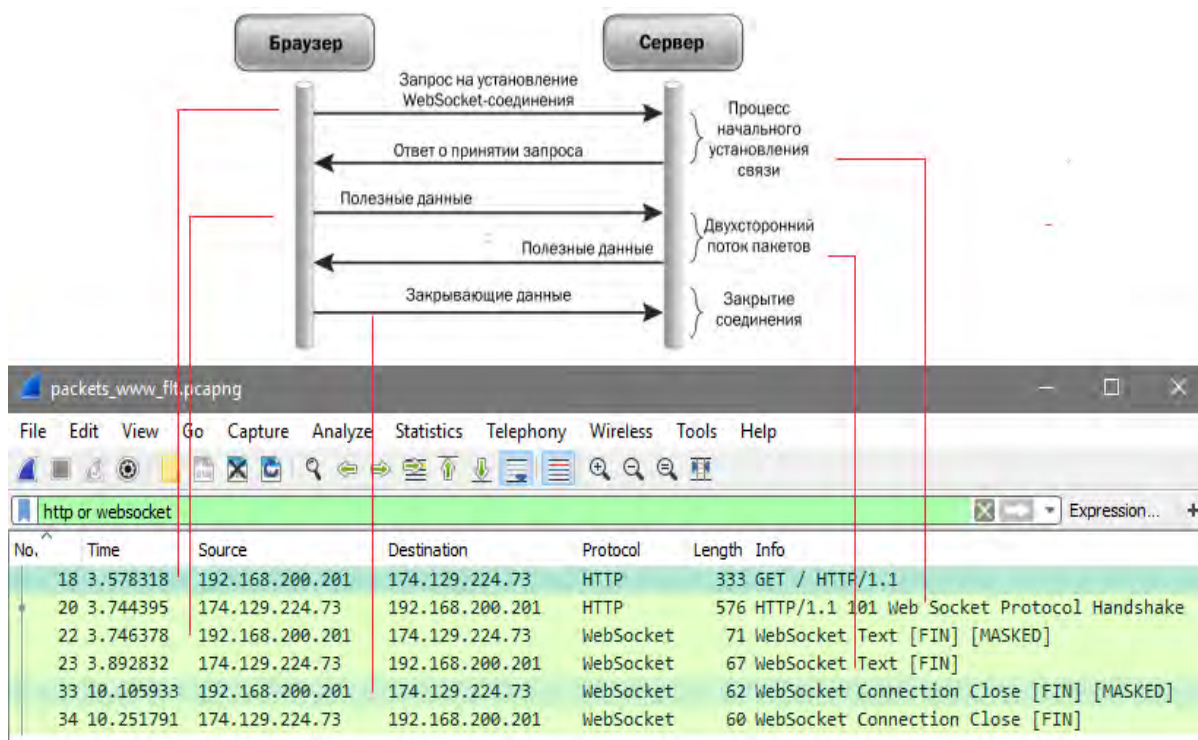 Браузер
Сервер
Запрос на установление
WebSocket-соединения
Процесс
начального
установления
связи
Ответ о принятии запроса
Полезные данные
Двухсторонний
поток пакетов
Полезные данные
Закрывающие данные
Закрытие
соединения
packets_www_flt.pcapng
File Edit View Go Capture Analyze Statistics Telephony Wireless Tools Help
http or websocket
Expression... +
No. Time Source Destination Protocol Length Info
18 3.578318 192.168.200.201 174.129.224.73 HTTP 333 GET / HTTP/1.1
20 3.744395 174.129.224.73 192.168.200.201 HTTP 576 HTTP/1.1 101 Web Socket Protocol Handshake
22 3.746378 192.168.200.201 174.129.224.73 WebSocket 71 WebSocket Text [FIN] [MASKED]
23 3.892832 174.129.224.73 192.168.200.201 WebSocket 67 WebSocket Text [FIN]
33 10.105933 192.168.200.201 174.129.224.73 WebSocket 62 WebSocket Connection Close [FIN] [MASKED]
34 10.251791 174.129.224.73 192.168.200.201 WebSocket 60 WebSocket Connection Close [FIN]